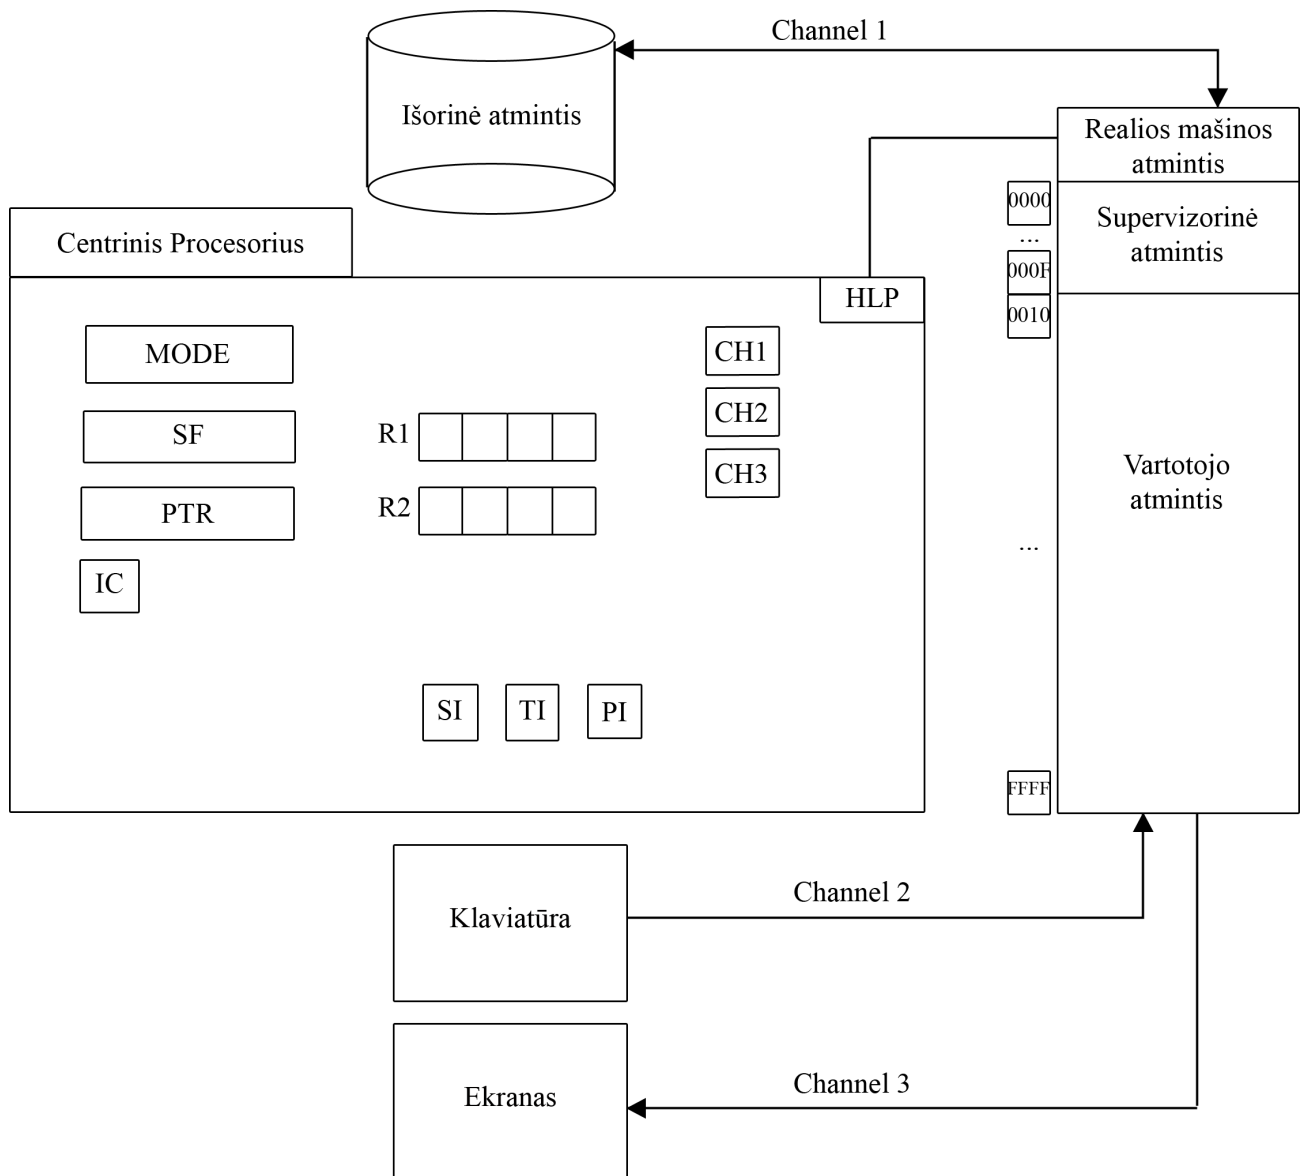 Channel 1
Išorinė atmintis
Realios mašinos
atmintis
0000
...
000F
0010
Supervizorinė
atmintis
Centrinis Procesorius
HLP
MODE
SF
PTR
IC
R1
R2
CH1
CH2
CH3
SI
TI
PI
Vartotojo
atmintis
...
FFFF
Klaviatūra
Channel 2
Ekranas
Channel 3